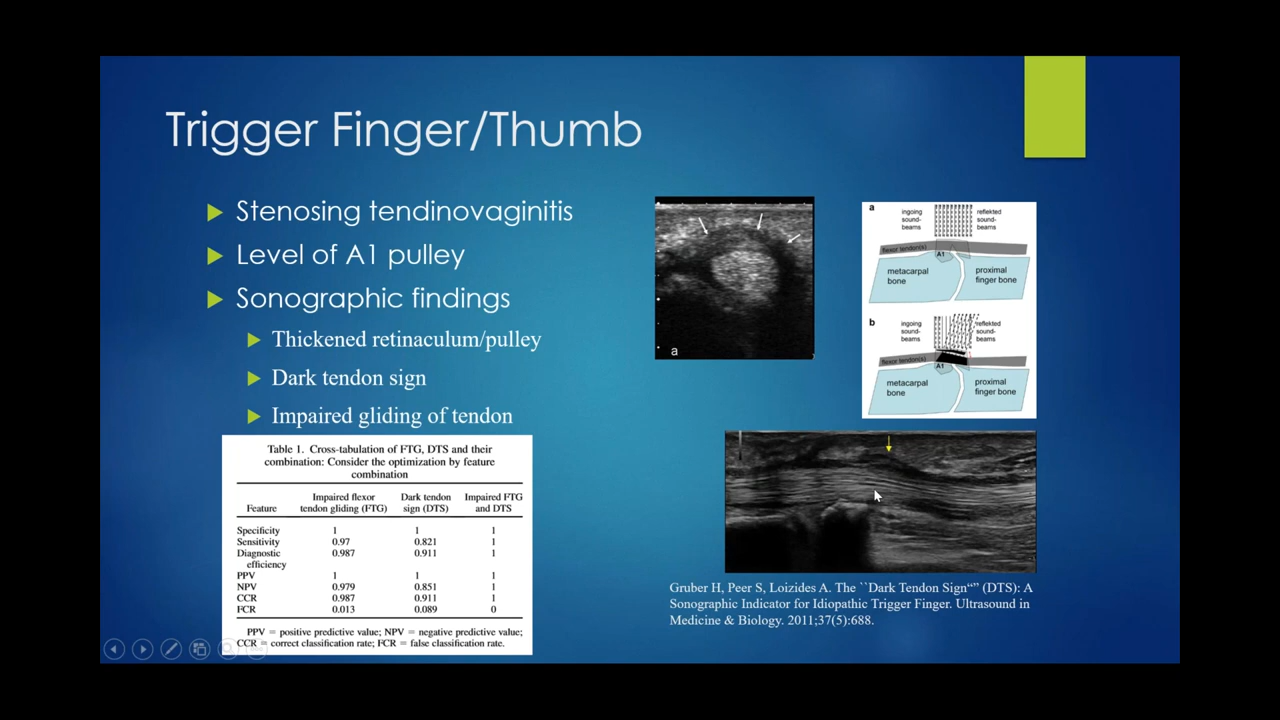 Trigger Finger/Thumb
Stenosing tendinovaginitis
Level of A1 pulley
Sonographic findings
Thickened retinaculum/pulley
Dark tendon sign
Impaired gliding of tendon
Table 1. Cross-tabulation of FTG, DTS and their
combination: Consider the optimization by feature
combination
Feature Impaired flexor tendon gliding (FTG) Dark tendon sign (DTS) Impaired FTG and DTS
Specificity 1 1 1
Sensitivity 0.97 0.821 1
Diagnostic efficiency 0.987 0.911 1
PPV 1 1 1
NPV 0.979 0.851 1
CCR 0.987 0.911 1
FCR 0.013 0.089 0
PPV = positive predictive value; NPV = negative predictive value;
CCR = correct classification rate; FCR = false classification rate.
a
a
ingoing sound-beams
reflekted sound-beams
flexor tendon(s)
A1
metacarpal bone
proximal finger bone
b
ingoing sound-beams
reflekted sound-beams
flexor tendon(s)
A1
metacarpal bone
proximal finger bone
Gruber H, Peer S, Loizides A. The ``Dark Tendon Sign“” (DTS): A
Sonographic Indicator for Idiopathic Trigger Finger. Ultrasound in
Medicine & Biology. 2011;37(5):688.